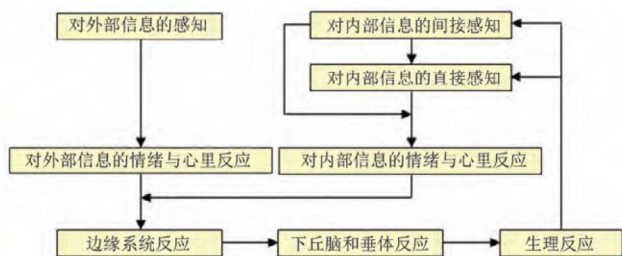 对外部信息的感知
对内部信息的间接感知
对内部信息的直接感知
对外部信息的情绪与心里反应
对内部信息的情绪与心里反应
边缘系统反应
下丘脑和垂体反应
生理反应